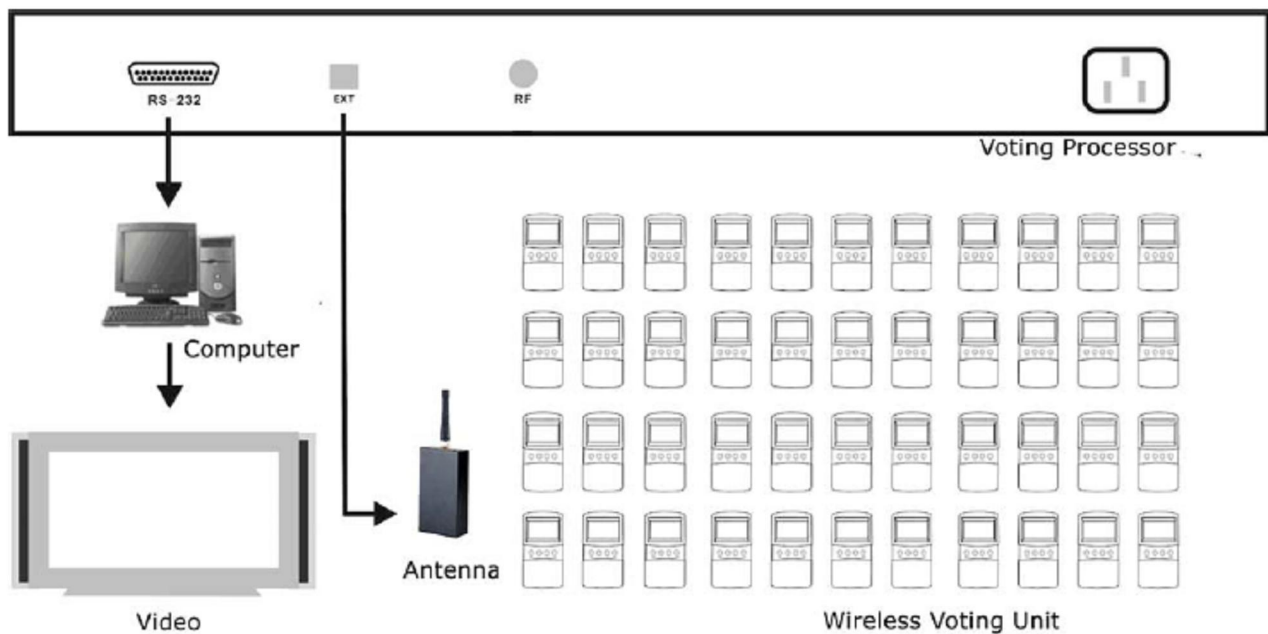 RS-232
EXT
RF
Voting Processor
Computer
Antenna
Video
Wireless Voting Unit